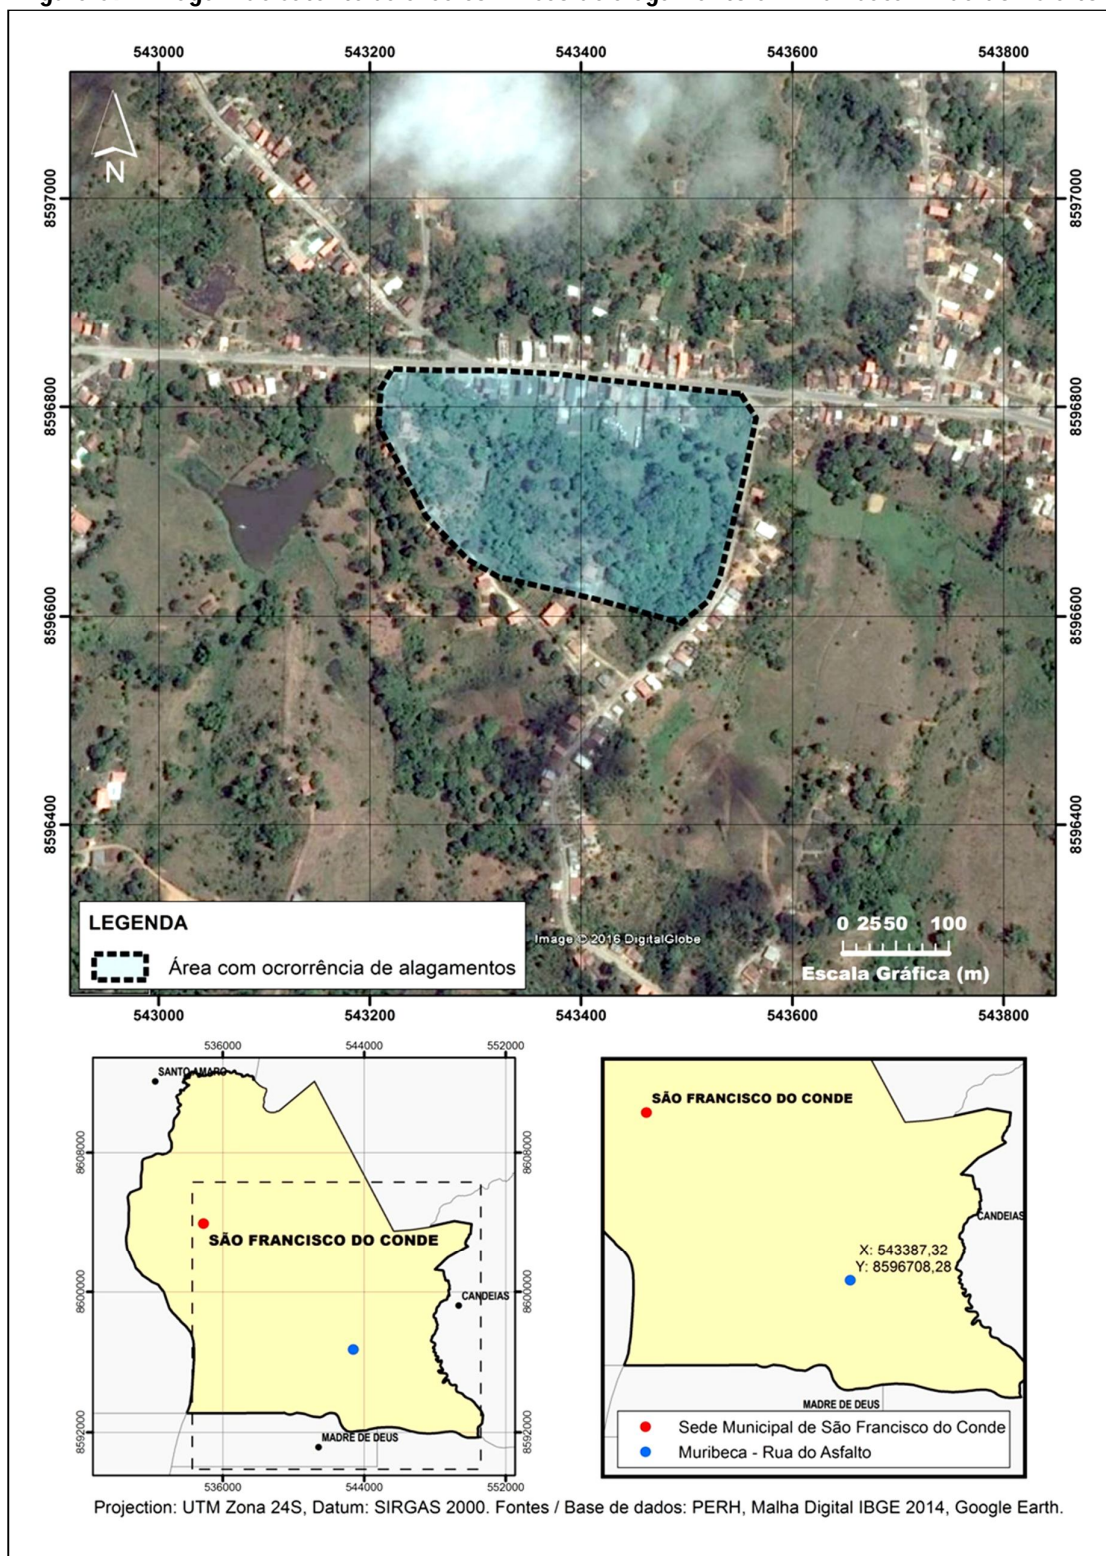 543000 543200 543400 543600 543800
8597000 8597000
N
8596800 8596800
8596600 8596600
8596400 8596400
LEGENDA
Área com ocrorrência de alagamentos
Image © 2016 DigitalGlobe
0 25 50 100
Escala Gráfica (m)
543000 543200 543400 543600 543800
536000 544000 552000
SANTO AMARO
8608000 8608000
SÃO FRANCISCO DO CONDE
8600000 8600000
CANDEIAS
8592000 8592000
MADRE DE DEUS
536000 544000 552000
SÃO FRANCISCO DO CONDE
CANDEIAS
X: 543387,32
Y: 8596708,28
MADRE DE DEUS
Sede Municipal de São Francisco do Conde
Muribeca - Rua do Asfalto
Projection: UTM Zona 24S, Datum: SIRGAS 2000. Fontes / Base de dados: PERH, Malha Digital IBGE 2014, Google Earth.